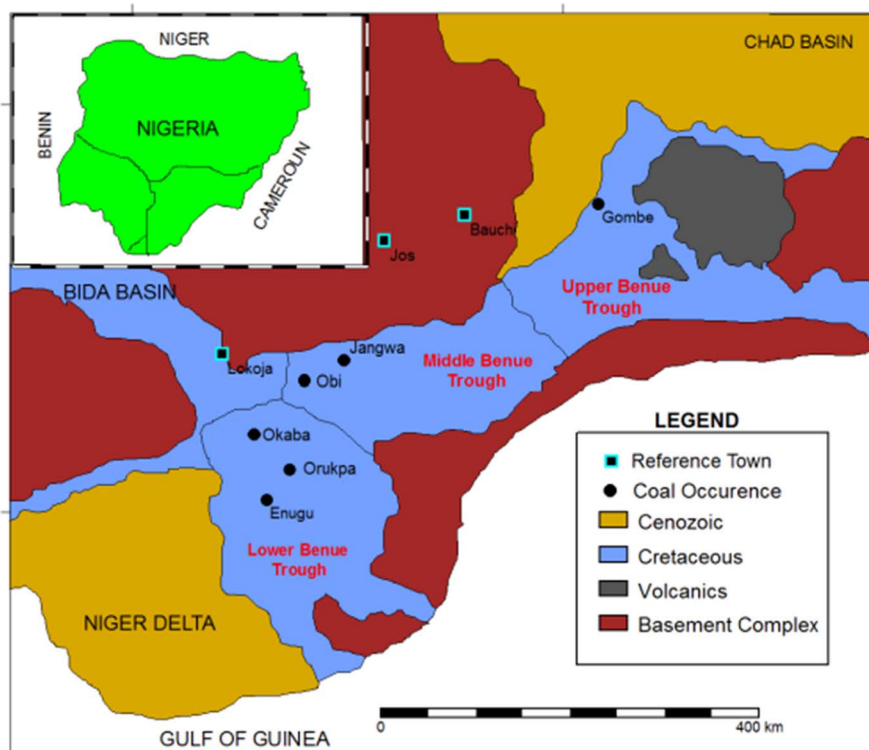 NIGER
BENIN
NIGERIA
CAMEROUN
CHAD BASIN
Gombe
Bauchi
Jos
BIDA BASIN
Upper Benue
Trough
Lokoja
Jangwa
Obi
Middle Benue
Trough
Okaba
Orukpa
Enugu
Lower Benue
Trough
NIGER DELTA
GULF OF GUINEA
LEGEND
Reference Town
Coal Occurence
Cenozoic
Cretaceous
Volcanics
Basement Complex
0
400 km